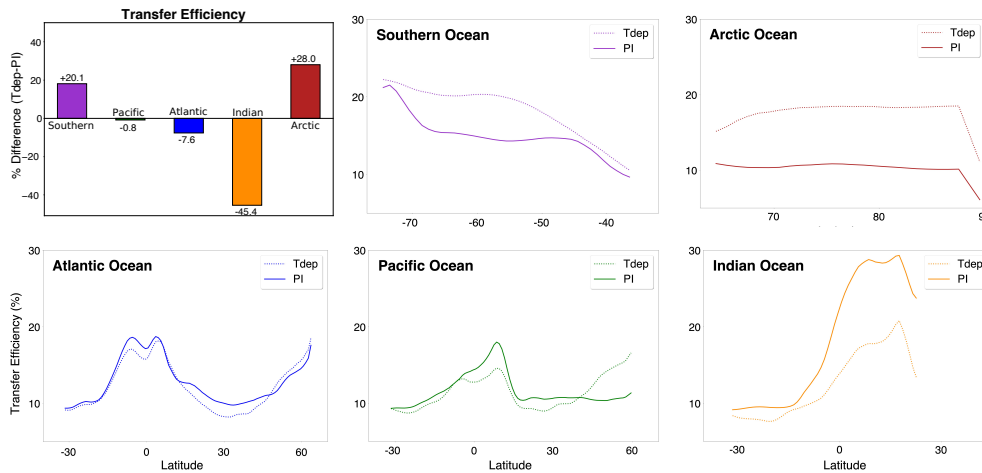 Transfer Efficiency
% Difference (Tdep-PI)
40
20
0
−20
−40
+20.1
Southern
Pacific
-0.8
Atlantic
-7.6
Indian
-45.4
+28.0
Arctic
Southern Ocean
Tdep
PI
30
20
10
-70
-60
-50
-40
Arctic Ocean
Tdep
PI
30
20
10
70
80
9
Atlantic Ocean
Tdep
PI
Transfer Efficiency (%)
30
20
10
-30
0
30
60
Latitude
Pacific Ocean
Tdep
PI
30
20
10
-30
0
30
60
Latitude
Indian Ocean
Tdep
PI
30
20
10
-30
0
30
Latitude